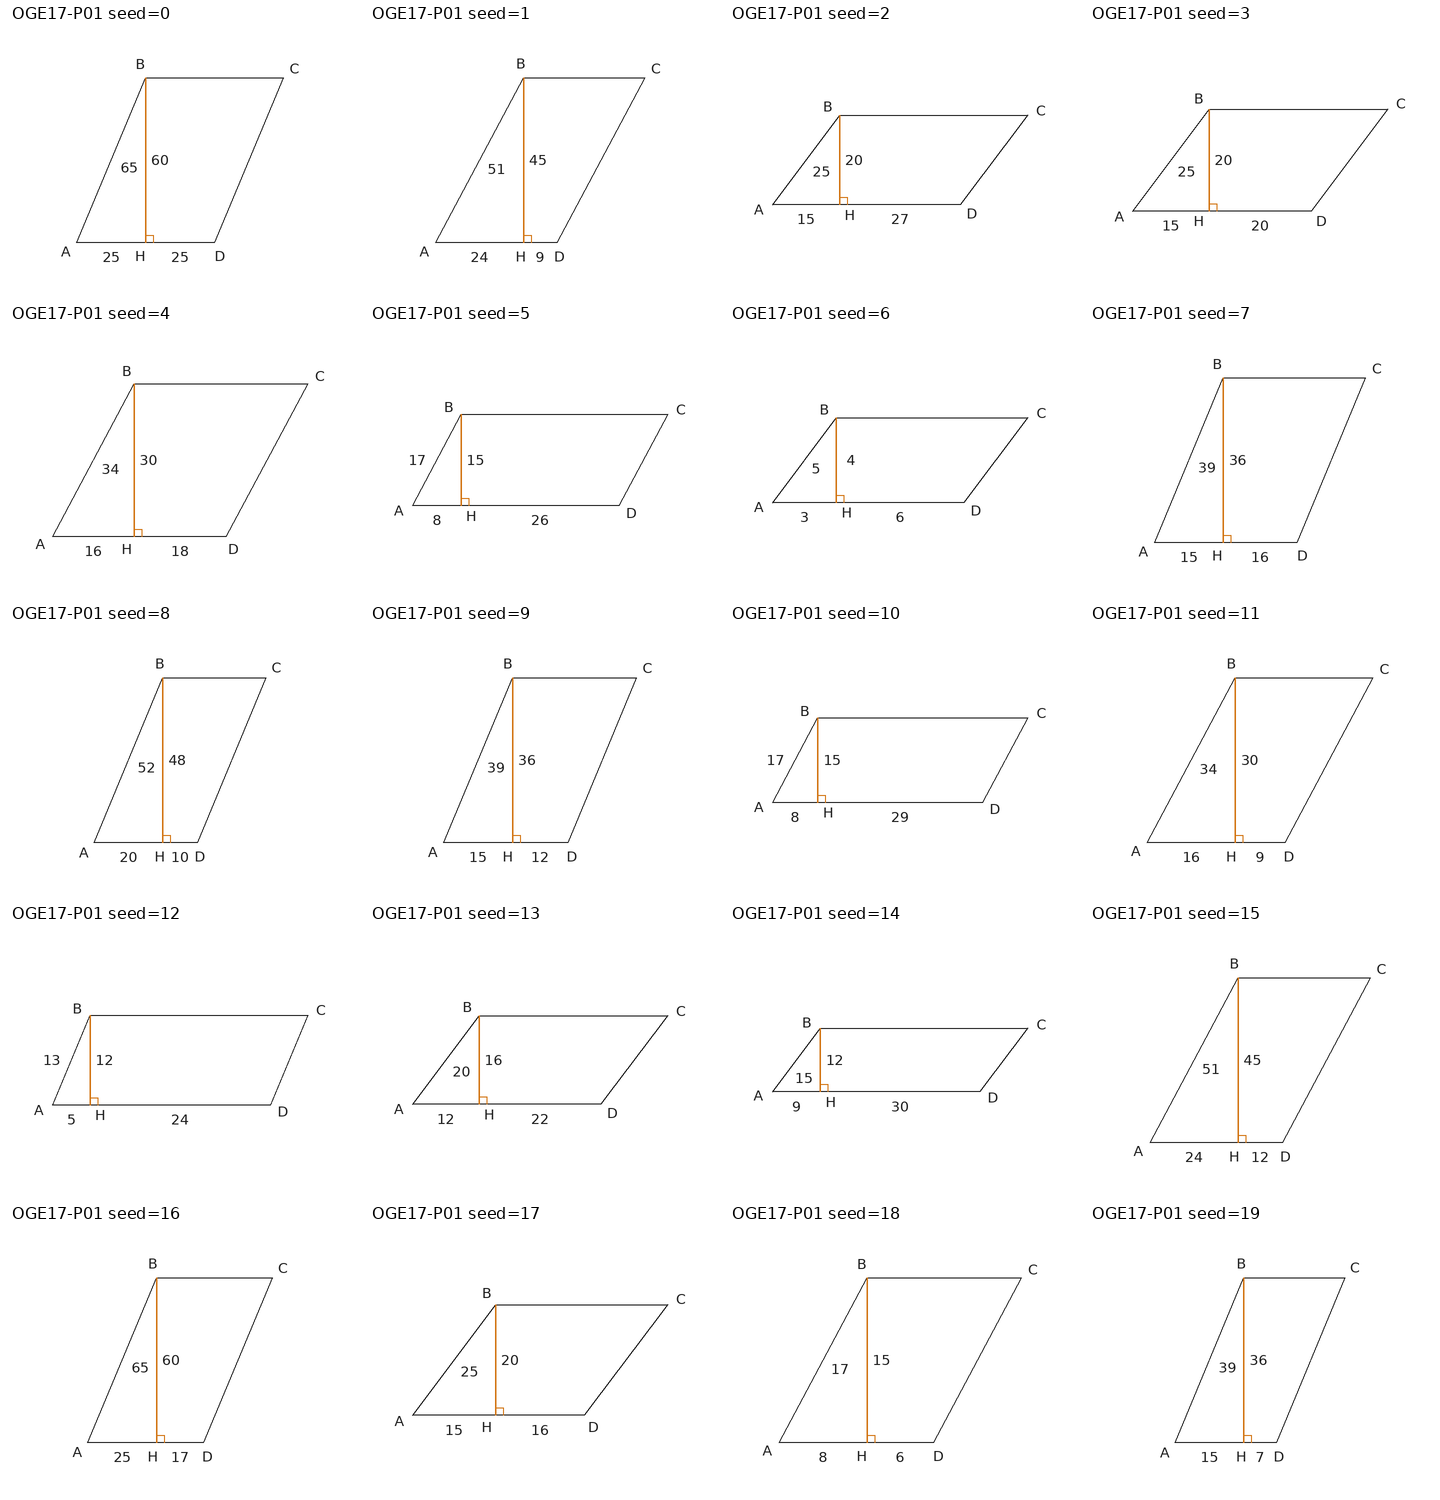 OGE17-P01 seed=0
B
C
65
60
A
25
H
25
D
OGE17-P01 seed=1
B
C
51
45
A
24
H
9
D
OGE17-P01 seed=2
B
C
25
20
A
15
H
27
D
OGE17-P01 seed=3
B
C
25
20
A
15
H
20
D
OGE17-P01 seed=4
B
C
34
30
A
16
H
18
D
OGE17-P01 seed=5
B
C
17
15
A
8
H
26
D
OGE17-P01 seed=6
B
C
5
4
A
3
H
6
D
OGE17-P01 seed=7
B
C
39
36
A
15
H
16
D
OGE17-P01 seed=8
B
C
52
48
A
20
H
10
D
OGE17-P01 seed=9
B
C
39
36
A
15
H
12
D
OGE17-P01 seed=10
B
C
17
15
A
8
H
29
D
OGE17-P01 seed=11
B
C
34
30
A
16
H
9
D
OGE17-P01 seed=12
B
C
13
12
A
5
H
24
D
OGE17-P01 seed=13
B
C
20
16
A
12
H
22
D
OGE17-P01 seed=14
B
C
15
12
A
9
H
30
D
OGE17-P01 seed=15
B
C
51
45
A
24
H
12
D
OGE17-P01 seed=16
B
C
65
60
A
25
H
17
D
OGE17-P01 seed=17
B
C
25
20
A
15
H
16
D
OGE17-P01 seed=18
B
C
17
15
A
8
H
6
D
OGE17-P01 seed=19
B
C
39
36
A
15
H
7
D